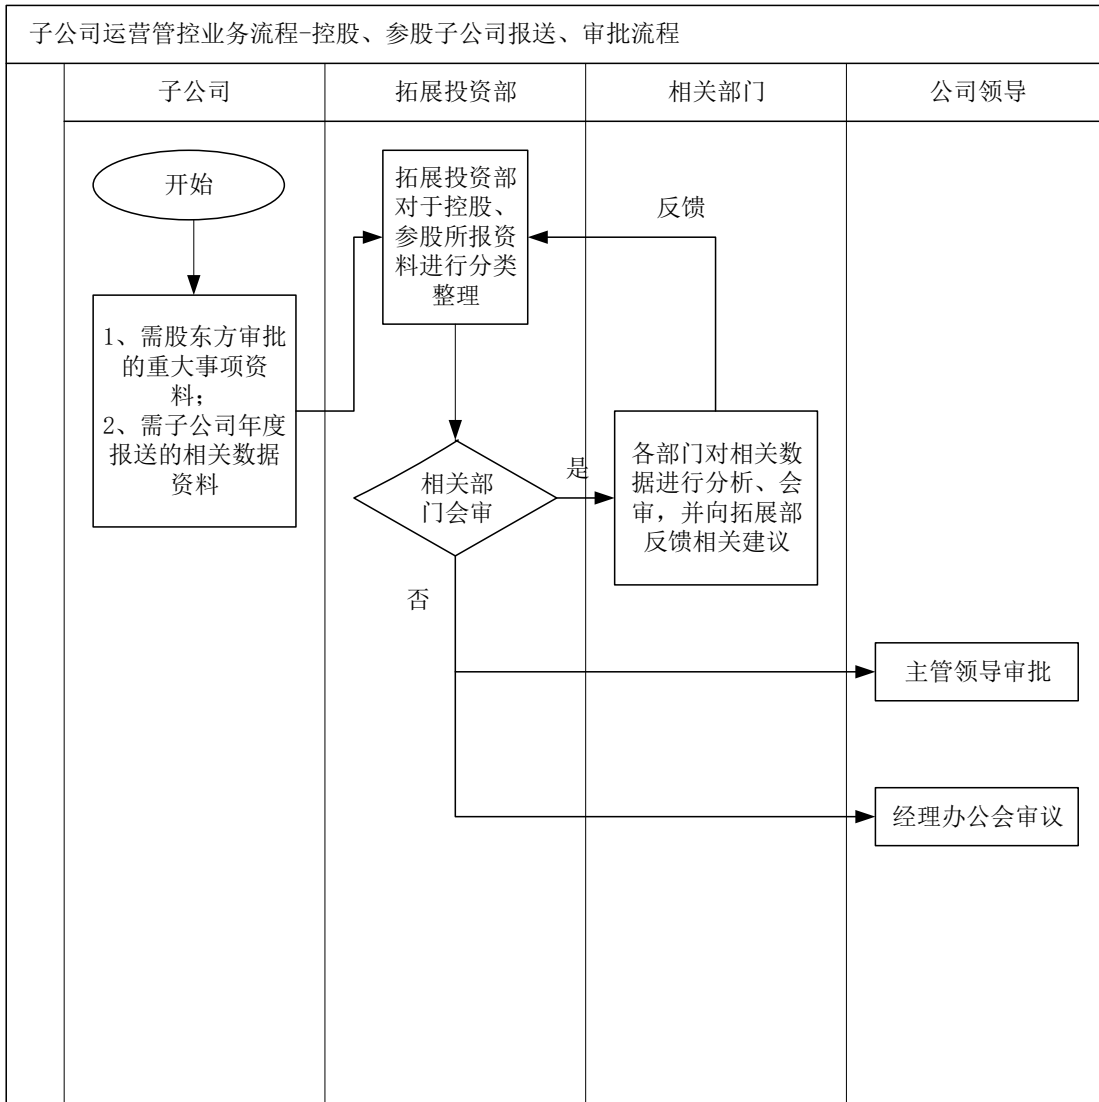 子公司运营管控业务流程-控股、参股子公司报送、审批流程
子公司
拓展投资部
相关部门
公司领导
开始
拓展投资部
对于控股、
参股所报资
料进行分类
整理
反馈
1、需股东方审批
的重大事项资
料;
2、需子公司年度
报送的相关数据
资料
相关部
门会审
是
各部门对相关数
据进行分析、会
审,并向拓展部
反馈相关建议
否
主管领导审批
经理办公会审议